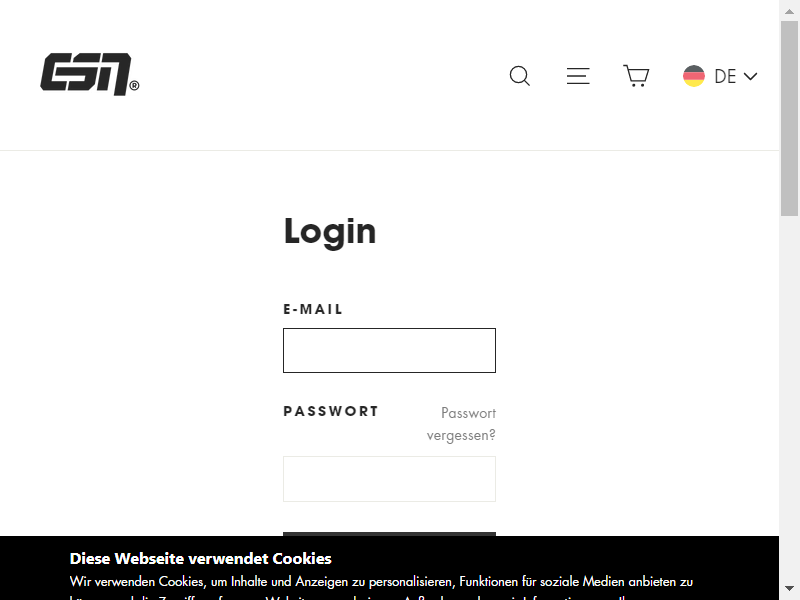 ESN®
DE
Login
E-MAIL
PASSWORT
Passwort
vergessen?
Diese Webseite verwendet Cookies
Wir verwenden Cookies, um Inhalte und Anzeigen zu personalisieren, Funktionen für soziale Medien anbieten zu